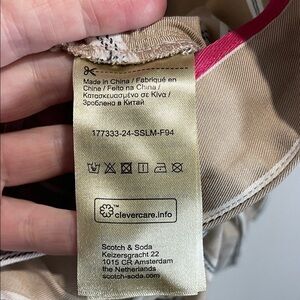 Made in China / Fabriqué en
Chine / Feito na China /
Κατασκευασμένο σε Κίνα /
Зроблено в Китай
177333-24-SSLM-F94
clevercare.info
Scotch & Soda
Keizersgracht 22
1015 CR Amsterdam
the Netherlands
scotch-soda.com